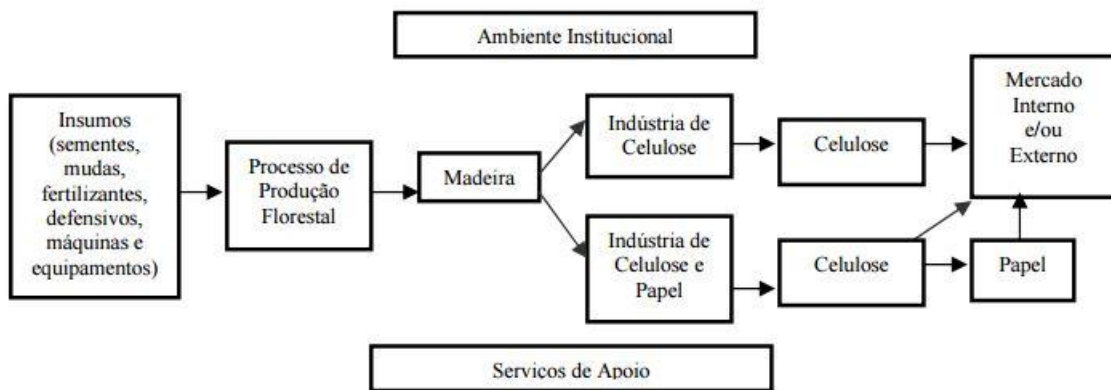 Ambiente Institucional
Insumos
(sementes,
mudas,
fertilizantes,
defensivos,
máquinas e
equipamentos)
Processo de
Produção
Florestal
Madeira
Indústria de
Celulose
Celulose
Mercado
Interno
e/ou
Externo
Indústria de
Celulose e
Papel
Celulose
Papel
Serviços de Apoio